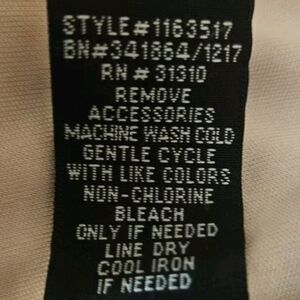 STYLE#1163517
BN#341864/1217
RN# 31310
REMOVE
ACCESSORIES
MACHINE WASH COLD
GENTLE CYCLE
WITH LIKE COLORS
NON-CHLORINE
BLEACH
ONLY IF NEEDED
LINE DRY
COOL IRON
IF NEEDED